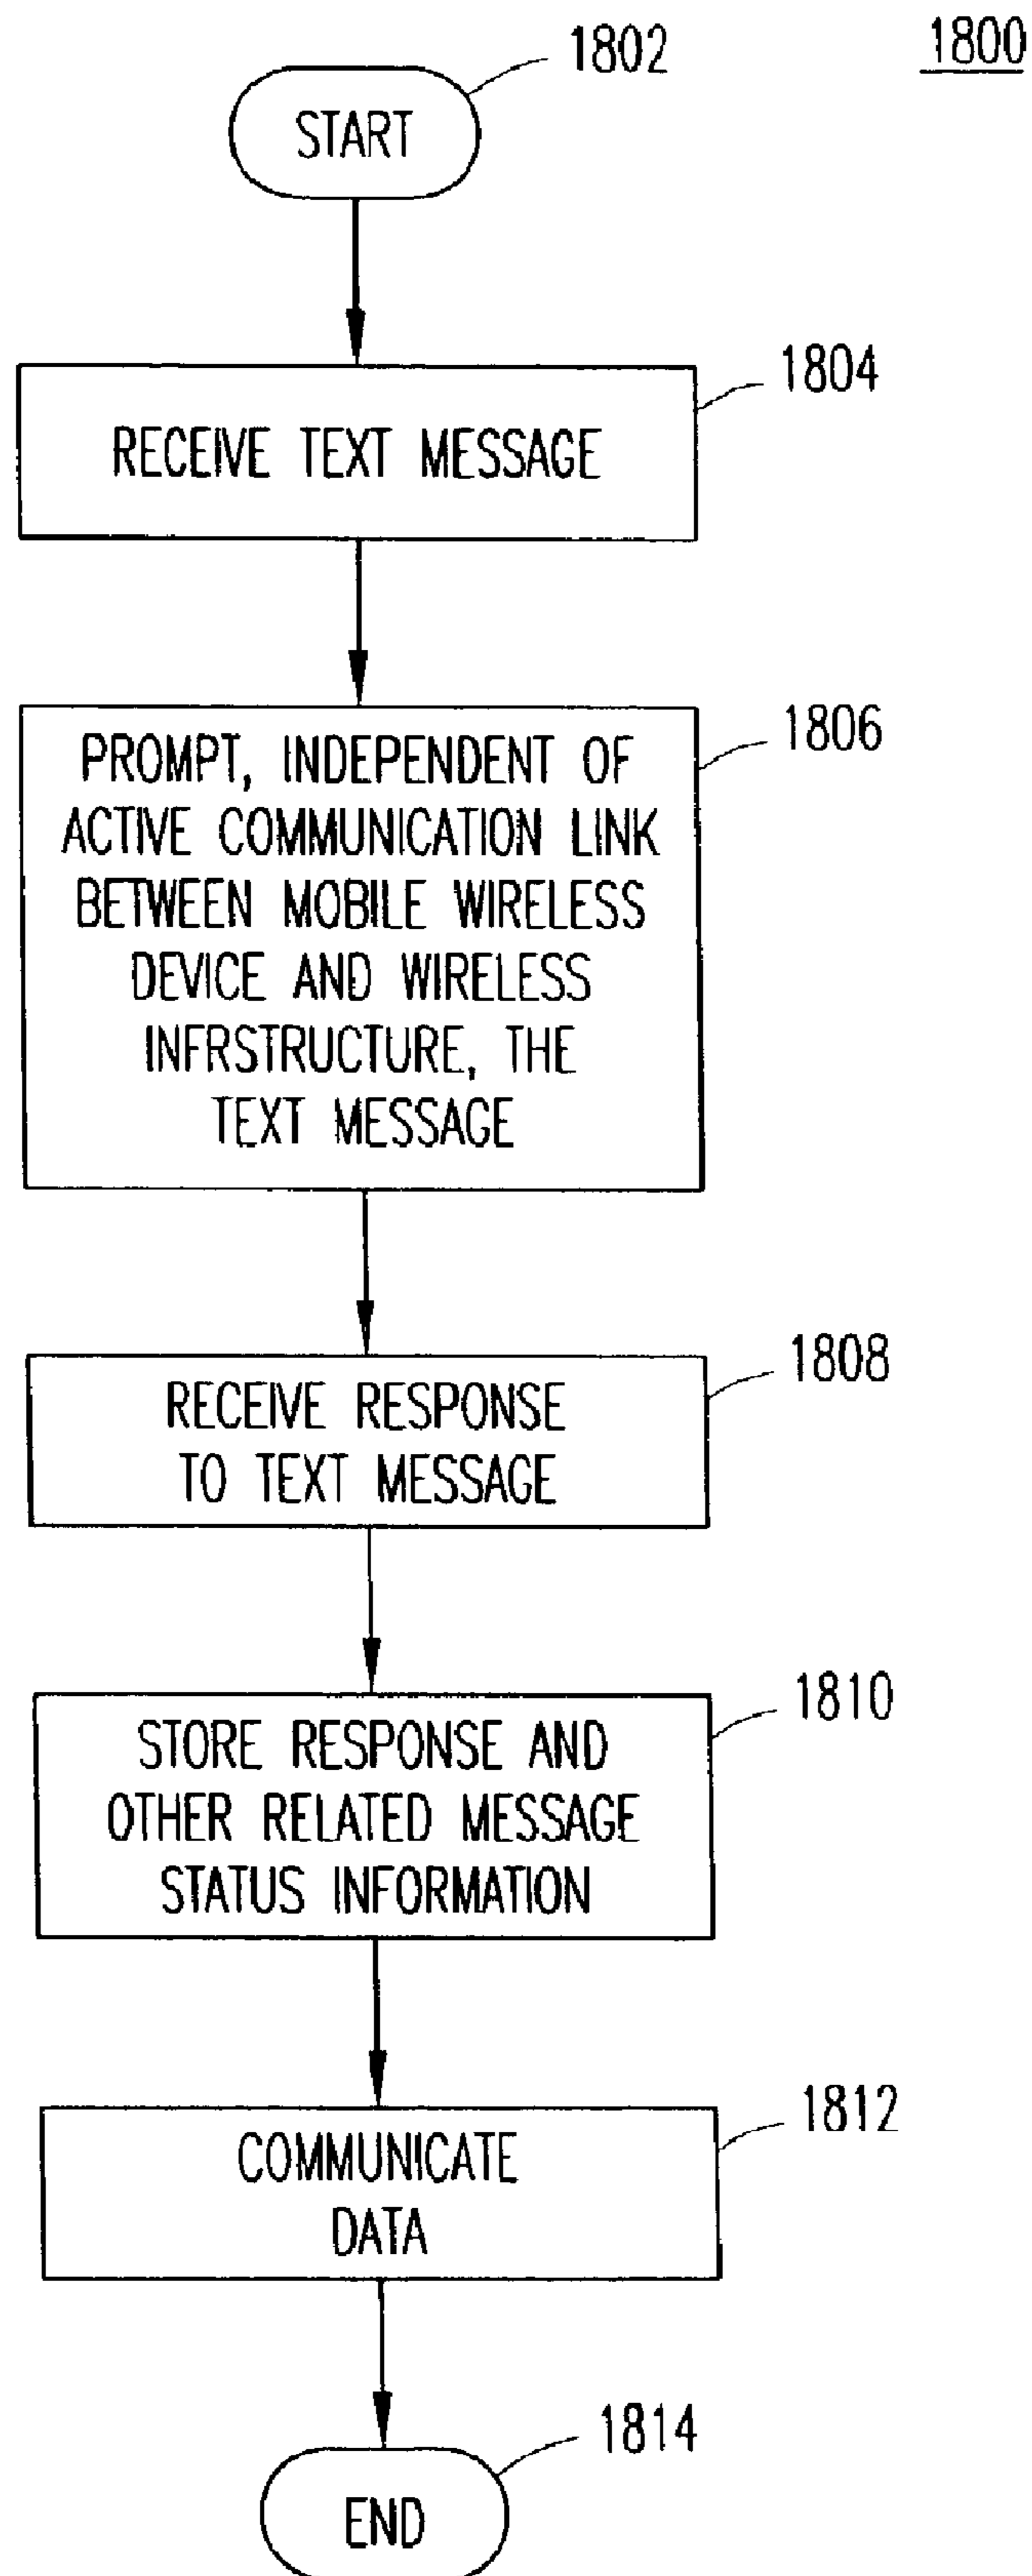 1800
1802
START
1804
RECEIVE TEXT MESSAGE
1806
PROMPT, INDEPENDENT OF
ACTIVE COMMUNICATION LINK
BETWEEN MOBILE WIRELESS
DEVICE AND WIRELESS
INFRSTRUCTURE, THE
TEXT MESSAGE
1808
RECEIVE RESPONSE
TO TEXT MESSAGE
1810
STORE RESPONSE AND
OTHER RELATED MESSAGE
STATUS INFORMATION
1812
COMMUNICATE
DATA
1814
END